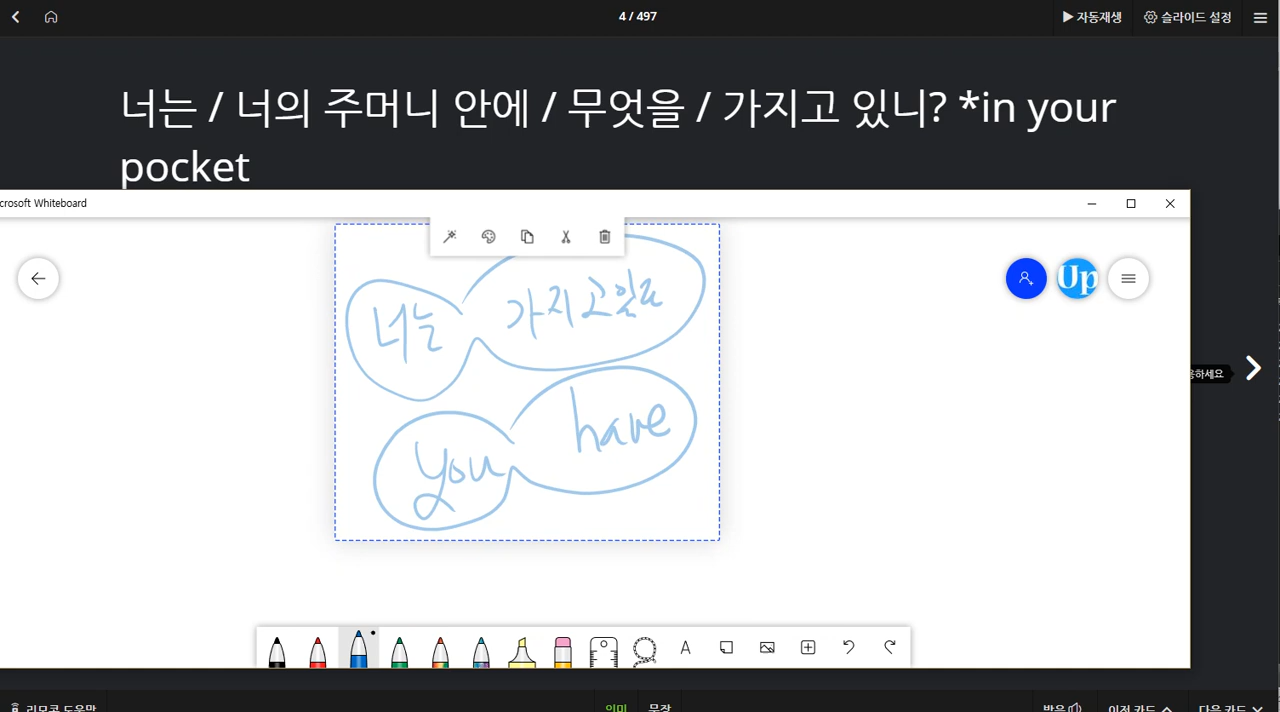 4 / 497
자동재생
슬라이드 설정
너는 / 너의 주머니 안에 / 무엇을 / 가지고 있니? *in your
pocket
crosoft Whiteboard
너는
가지고있
Up
you
have
용하세요
A
리모콘 도움말
의미
문장
발음
이전 카드
다음 카드